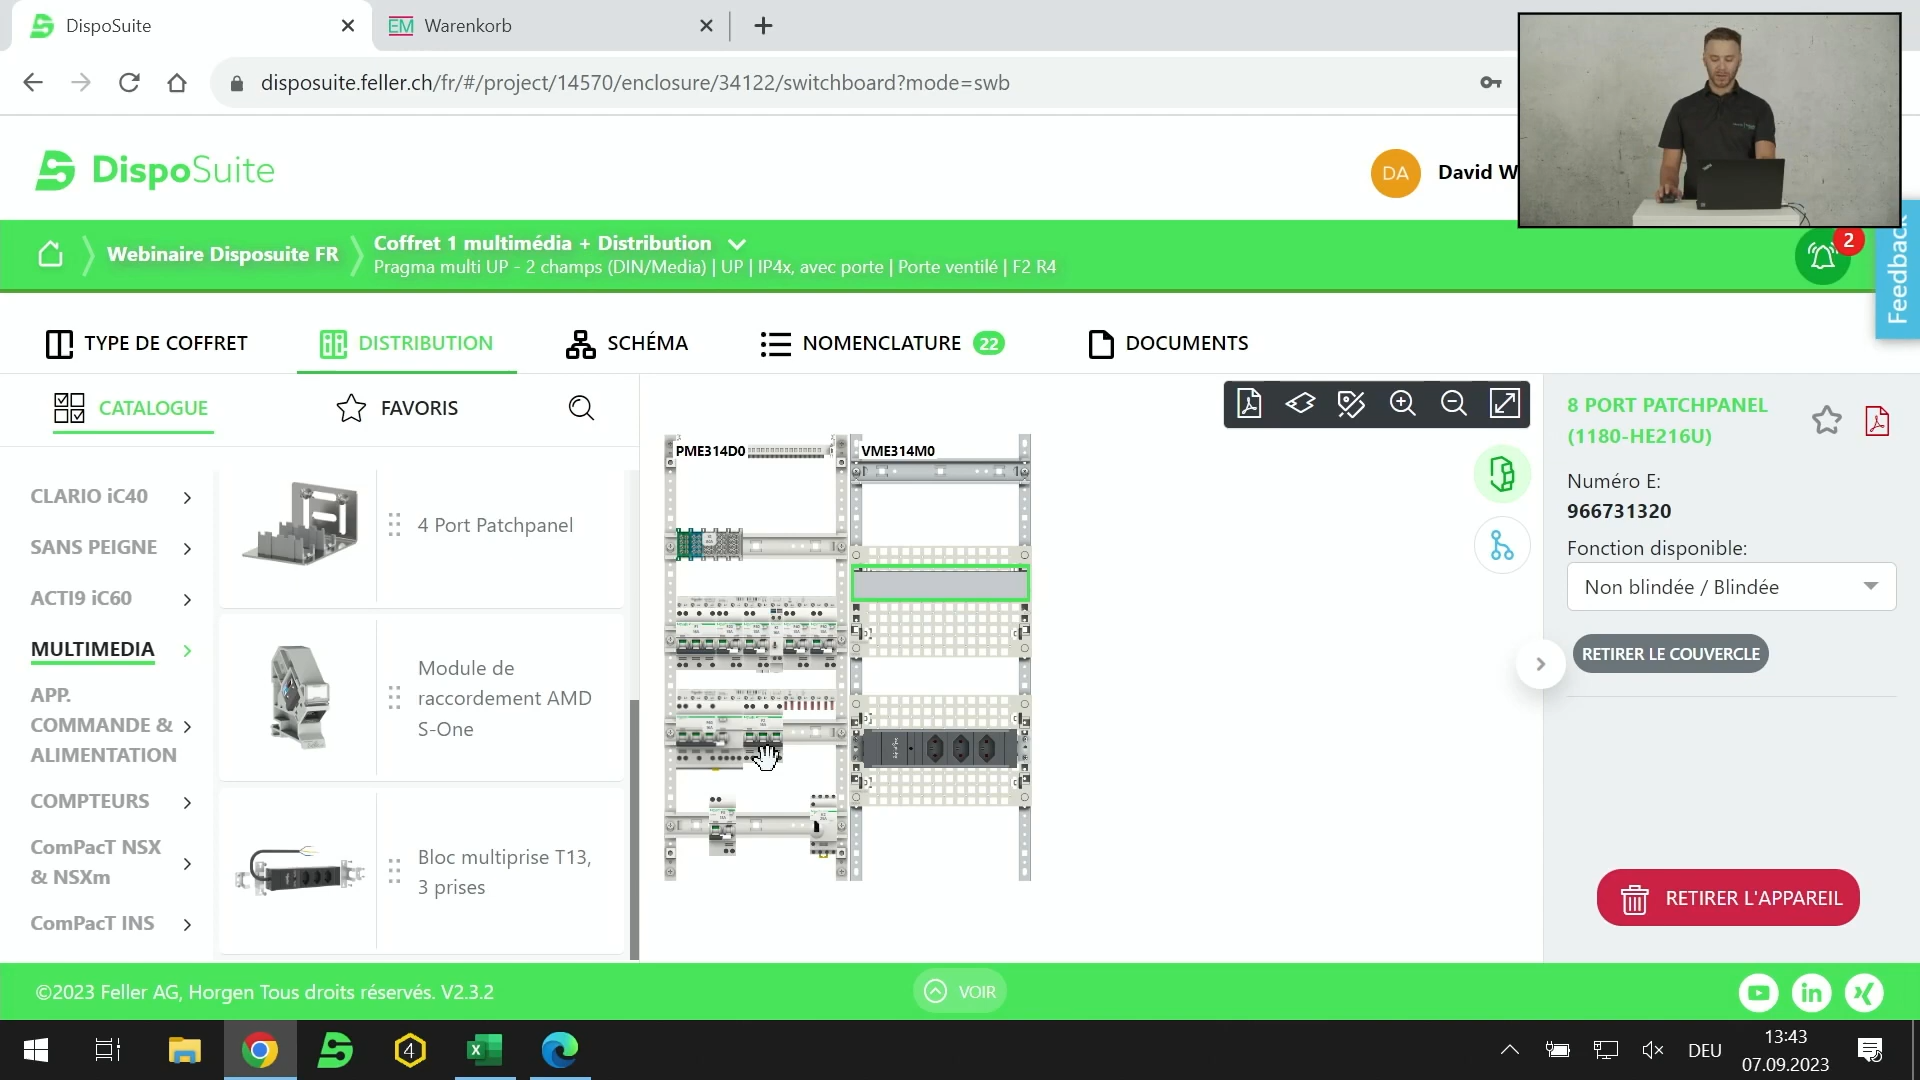 DispoSuite
EM Warenkorb
disposuite.feller.ch/fr/#/project/14570/enclosure/34122/switchboard?mode=swb
DispoSuite
DA David W
Feedback
Webinaire Disposuite FR
Coffret 1 multimédia + Distribution
Pragma multi UP - 2 champs (DIN/Media) | UP | IP4x, avec porte | Porte ventilé | F2 R4
2
TYPE DE COFFRET
DISTRIBUTION
SCHÉMA
NOMENCLATURE 22
DOCUMENTS
CATALOGUE
FAVORIS
CLARIO iC40
SANS PEIGNE
ACTI9 iC60
MULTIMEDIA
APP.
COMMANDE &
ALIMENTATION
COMPTEURS
ComPacT NSX
& NSXm
ComPacT INS
4 Port Patchpanel
Module de
raccordement AMD
S-One
Bloc multiprise T13,
3 prises
PME314D0
VME314M0
8 PORT PATCHPANEL
(1180-HE216U)
Numéro E:
966731320
Fonction disponible:
Non blindée / Blindée
RETIRER LE COUVERCLE
RETIRER L'APPAREIL
©2023 Feller AG, Horgen Tous droits réservés. V2.3.2
VOIR
4
DEU
13:43
07.09.2023